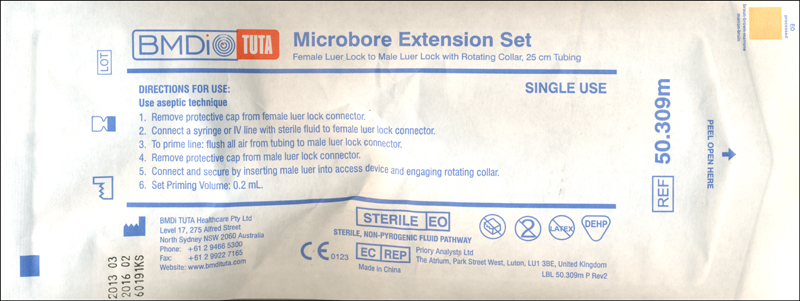 BMDi TUTA
Microbore Extension Set
Female Luer Lock to Male Luer Lock with Rotating Collar, 25 cm Tubing
DIRECTIONS FOR USE:
SINGLE USE
Use aseptic technique
1. Remove protective cap from female luer lock connector.
2. Connect a syringe or IV line with sterile fluid to female luer lock connector.
3. To prime line: flush all air from tubing to male luer lock connector.
4. Remove protective cap from male luer lock connector.
5. Connect and secure by inserting male luer into access device and engaging rotating collar.
6. Set Priming Volume: 0.2 mL.
BMDi TUTA Healthcare Pty Ltd
Level 17, 275 Alfred Street
North Sydney NSW 2060 Australia
Phone: +61 2 9466 5300
Fax: +61 2 9922 7165
Website: www.bmdituta.com
STERILE EO
STERILE, NON-PYROGENIC FLUID PATHWAY
CE 0123
EC REP
Priory Analysts Ltd
The Atrium, Park Street West, Luton, LU1 3BE, United Kingdom
Made in China
LBL 50.309m P Rev2
2
LATEX
DEHP
LOT
2013 03
2016 02
60191KS
REF 50.309m
PEEL OPEN HERE
EO
processed
brown-brown-marrone